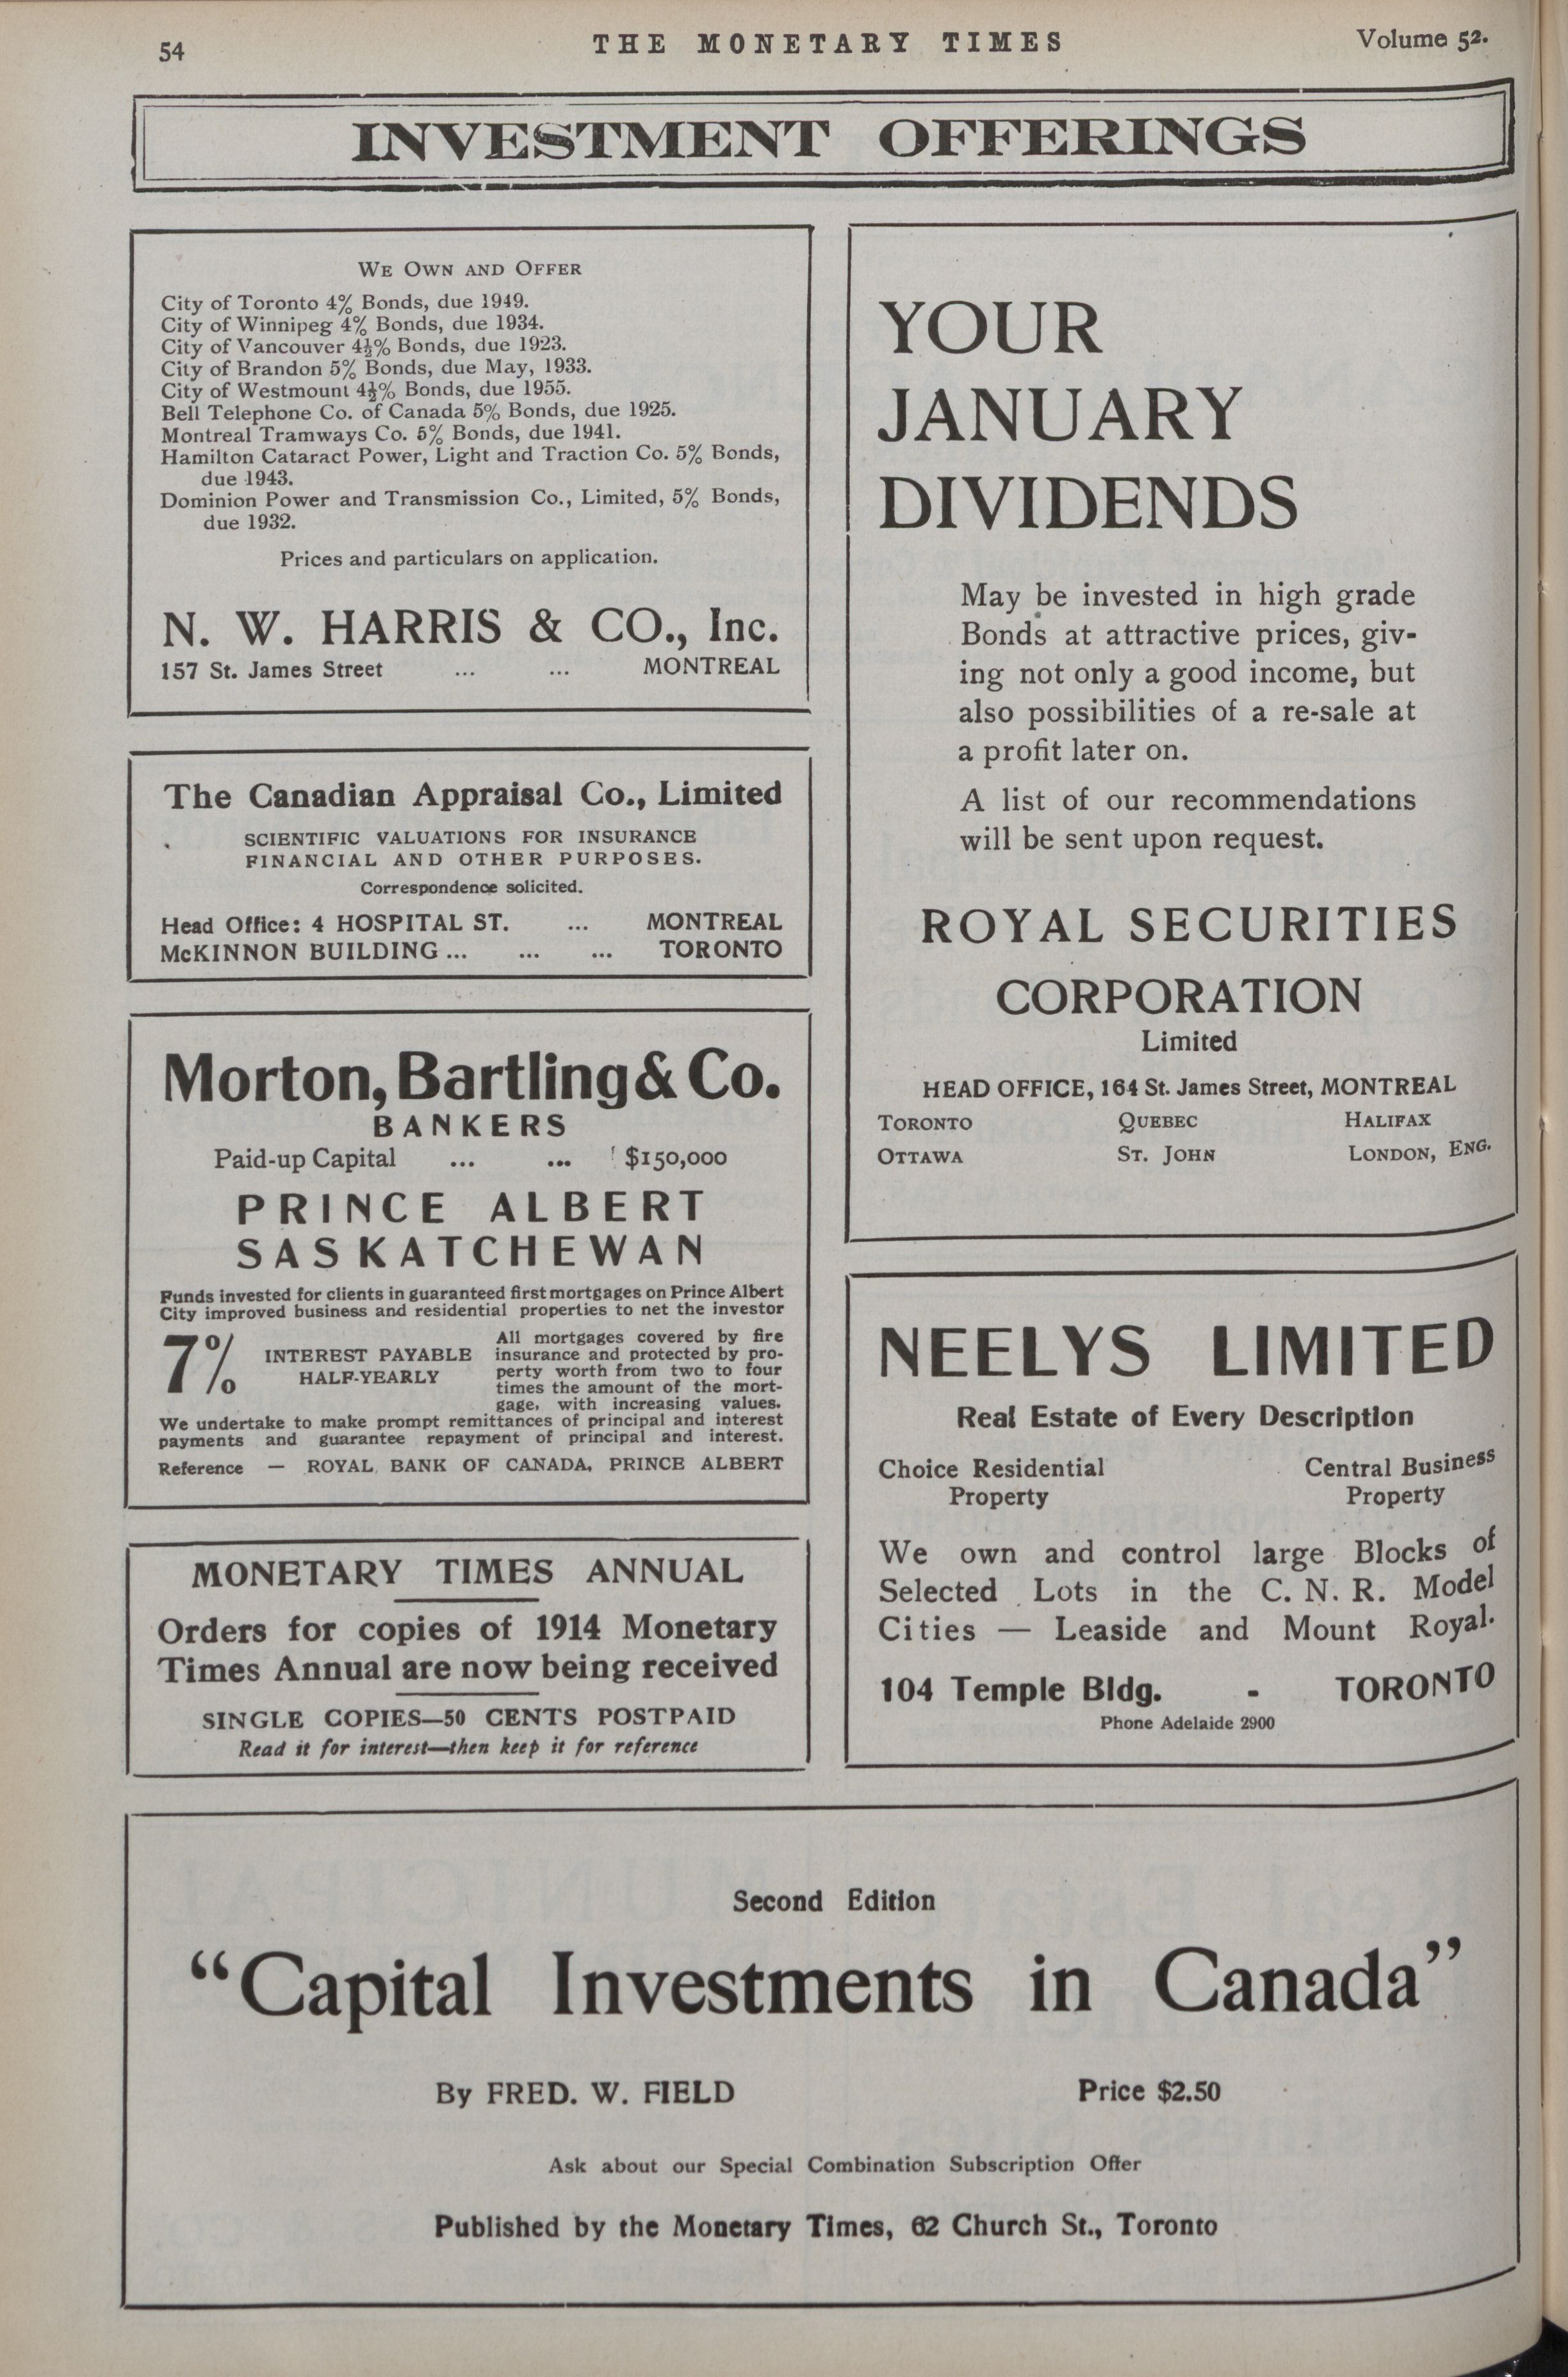 54
THE MONETARY TIMES
Volume 52.
INVESTMENT OFFERINGS
WE OWN AND OFFER
City of Toronto 4% Bonds, due 1949.
City of Winnipeg 4% Bonds, due 1934.
City of Vancouver 4½% Bonds, due 1923.
City of Brandon 5% Bonds, due May, 1933.
City of Westmount 4½% Bonds, due 1955.
Bell Telephone Co. of Canada 5% Bonds, due 1925.
Montreal Tramways Co. 5% Bonds, due 1941.
Hamilton Cataract Power, Light and Traction Co. 5% Bonds,
due 1943.
Dominion Power and Transmission Co., Limited, 5% Bonds,
due 1932.
Prices and particulars on application.
N. W. HARRIS & CO., Inc.
157 St. James Street ... ... MONTREAL
The Canadian Appraisal Co., Limited
SCIENTIFIC VALUATIONS FOR INSURANCE
FINANCIAL AND OTHER PURPOSES.
Correspondence solicited.
Head Office: 4 HOSPITAL ST. ... MONTREAL
McKINNON BUILDING ... ... ... TORONTO
Morton, Bartling & Co.
BANKERS
Paid-up Capital ... ... $150,000
PRINCE ALBERT
SASKATCHEWAN
Funds invested for clients in guaranteed first mortgages on Prince Albert
City improved business and residential properties to net the investor
7% INTEREST PAYABLE
HALF-YEARLY
All mortgages covered by fire
insurance and protected by pro-
perty worth from two to four
times the amount of the mort-
gage, with increasing values.
We undertake to make prompt remittances of principal and interest
payments and guarantee repayment of principal and interest.
Reference — ROYAL BANK OF CANADA, PRINCE ALBERT
MONETARY TIMES ANNUAL
Orders for copies of 1914 Monetary
Times Annual are now being received
SINGLE COPIES—50 CENTS POSTPAID
Read it for interest—then keep it for reference
YOUR
JANUARY
DIVIDENDS
May be invested in high grade
Bonds at attractive prices, giv-
ing not only a good income, but
also possibilities of a re-sale at
a profit later on.
A list of our recommendations
will be sent upon request.
ROYAL SECURITIES
CORPORATION
Limited
HEAD OFFICE, 164 St. James Street, MONTREAL
TORONTO QUEBEC HALIFAX
OTTAWA ST. JOHN LONDON, ENG.
NEELYS LIMITED
Real Estate of Every Description
Choice Residential
Property
Central Business
Property
We own and control large Blocks of
Selected Lots in the C. N. R. Model
Cities — Leaside and Mount Royal.
104 Temple Bldg. - TORONTO
Phone Adelaide 2900
Second Edition
"Capital Investments in Canada"
By FRED. W. FIELD
Price $2.50
Ask about our Special Combination Subscription Offer
Published by the Monetary Times, 62 Church St., Toronto